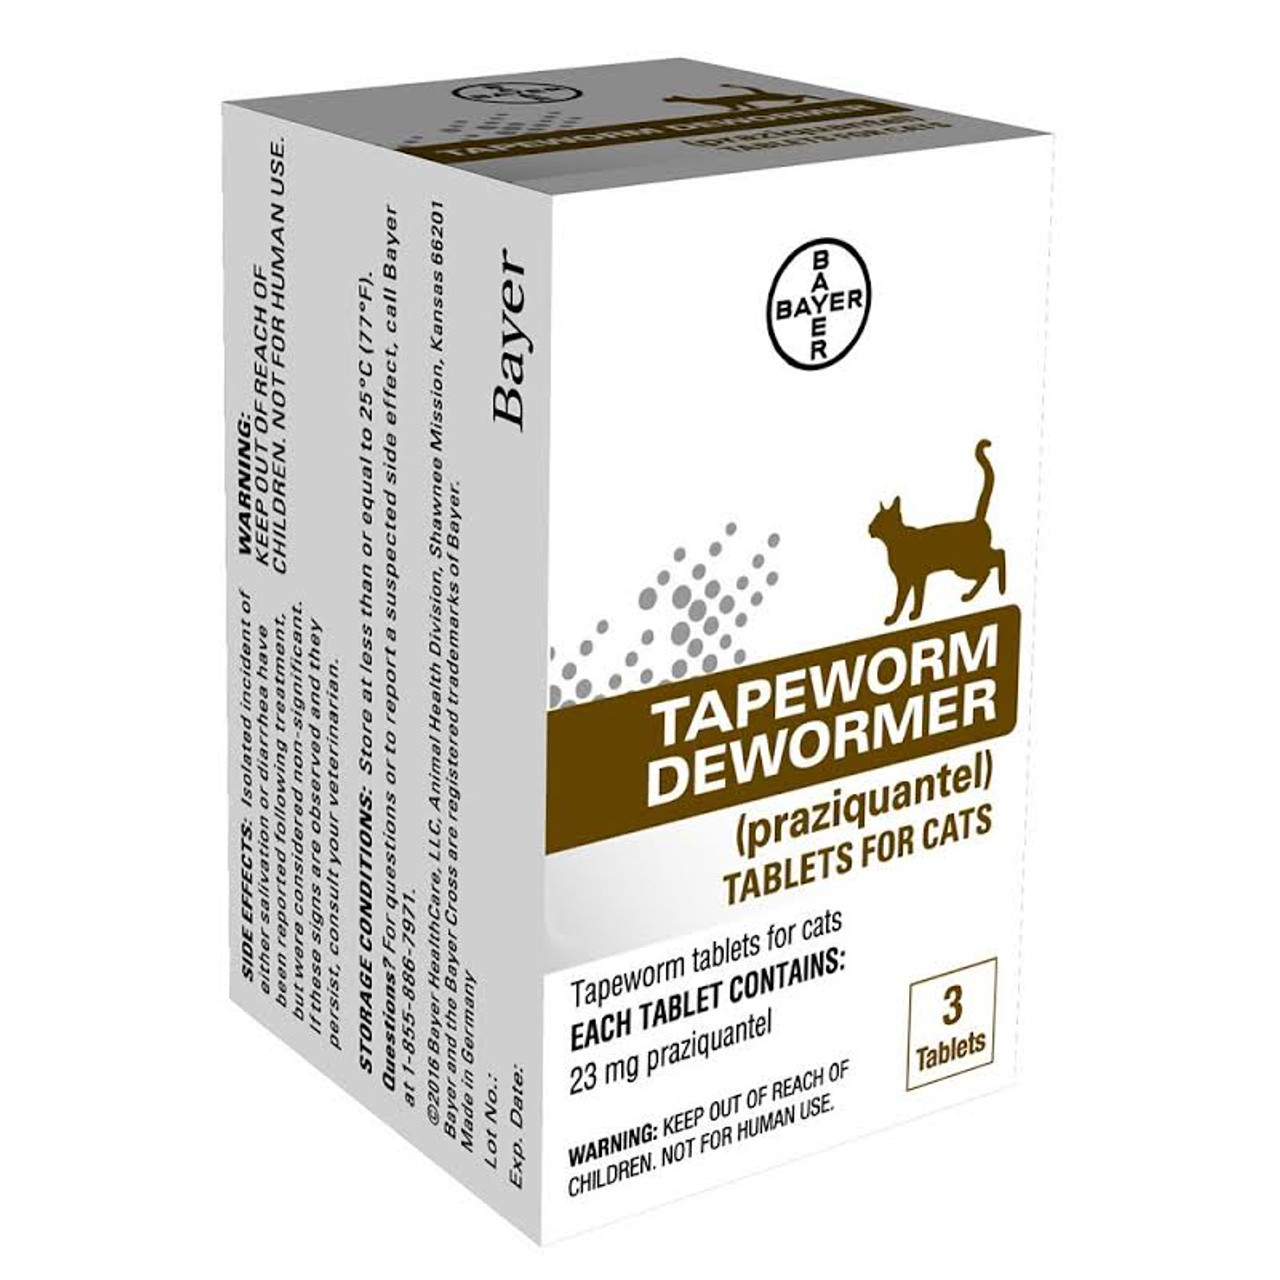 BAYER
BAYER
TAPEWORM DEWORMER
(praziquantel)
TABLETS FOR CATS
BAYER
BAYER
TAPEWORM
DEWORMER
(praziquantel)
TABLETS FOR CATS
Tapeworm tablets for cats
EACH TABLET CONTAINS:
23 mg praziquantel
3
Tablets
WARNING: KEEP OUT OF REACH OF
CHILDREN. NOT FOR HUMAN USE.
SIDE EFFECTS: Isolated incident of
either salivation or diarrhea have
been reported following treatment,
but were considered non-significant.
If these signs are observed and they
persist, consult your veterinarian.
WARNING:
KEEP OUT OF REACH OF
CHILDREN. NOT FOR HUMAN USE.
STORAGE CONDITIONS: Store at less than or equal to 25°C (77°F).
Questions? For questions or to report a suspected side effect, call Bayer
at 1-855-886-7971.
©2016 Bayer HealthCare, LLC, Animal Health Division, Shawnee Mission, Kansas 66201
Bayer and the Bayer Cross are registered trademarks of Bayer.
Made in Germany
Lot No.:
Exp. Date:
Bayer